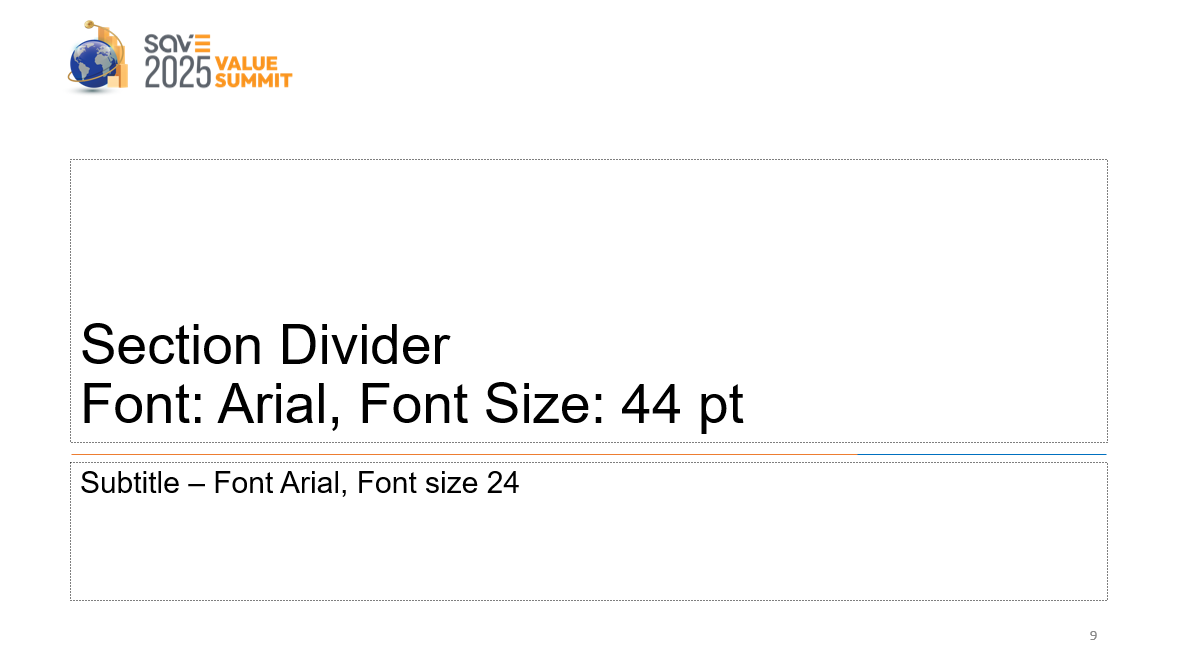 SAVE
2025 VALUE
SUMMIT
Section Divider
Font: Arial, Font Size: 44 pt
Subtitle – Font Arial, Font size 24
9